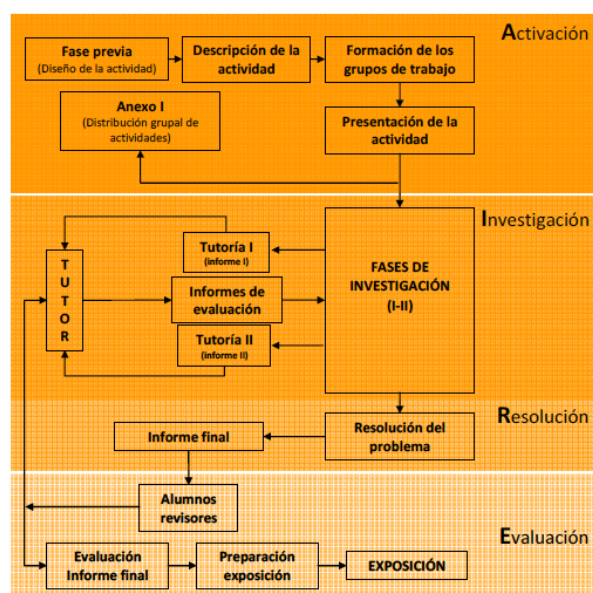 Activación
Fase previa
(Diseño de la actividad)
Descripción de la
actividad
Formación de los
grupos de trabajo
Anexo I
(Distribución grupal de
actividades)
Presentación de la
actividad
Investigación
Tutoría I
(informe I)
TUTOR
Informes de
evaluación
Tutoría II
(informe II)
FASES DE
INVESTIGACIÓN
(I-II)
Resolución
Resolución del
problema
Informe final
Alumnos
revisores
Evaluación
Evaluación
Informe final
Preparación
exposición
EXPOSICIÓN